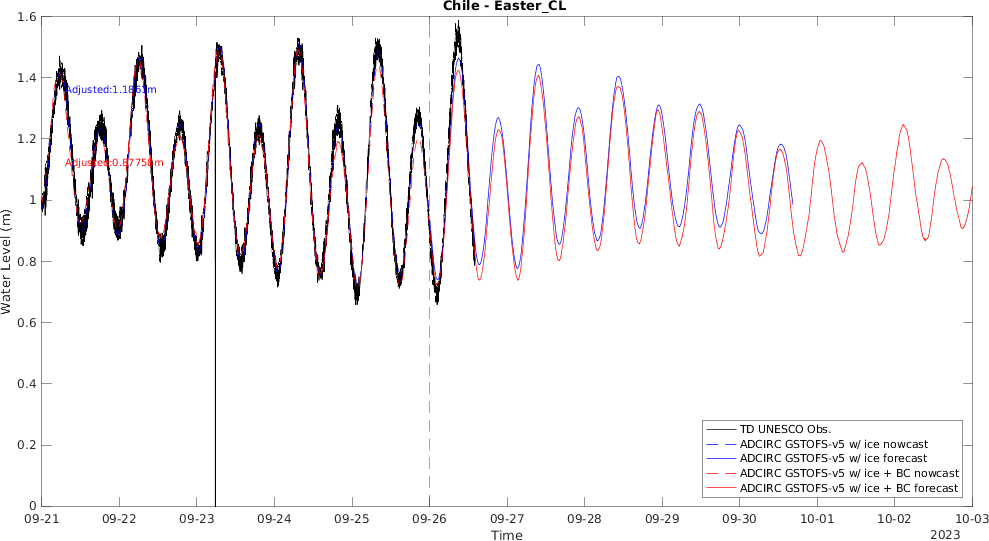 Chile - Easter_CL
1.6
1.4
1.2
1
0.8
0.6
0.4
0.2
0
Water Level (m)
Adjusted:1.1861m
Adjusted:0.87758m
TD UNESCO Obs.
ADCIRC GSTOFS-v5 w/ ice nowcast
ADCIRC GSTOFS-v5 w/ ice forecast
ADCIRC GSTOFS-v5 w/ ice + BC nowcast
ADCIRC GSTOFS-v5 w/ ice + BC forecast
09-21 09-22 09-23 09-24 09-25 09-26 09-27 09-28 09-29 09-30 10-01 10-02 10-03
Time
2023